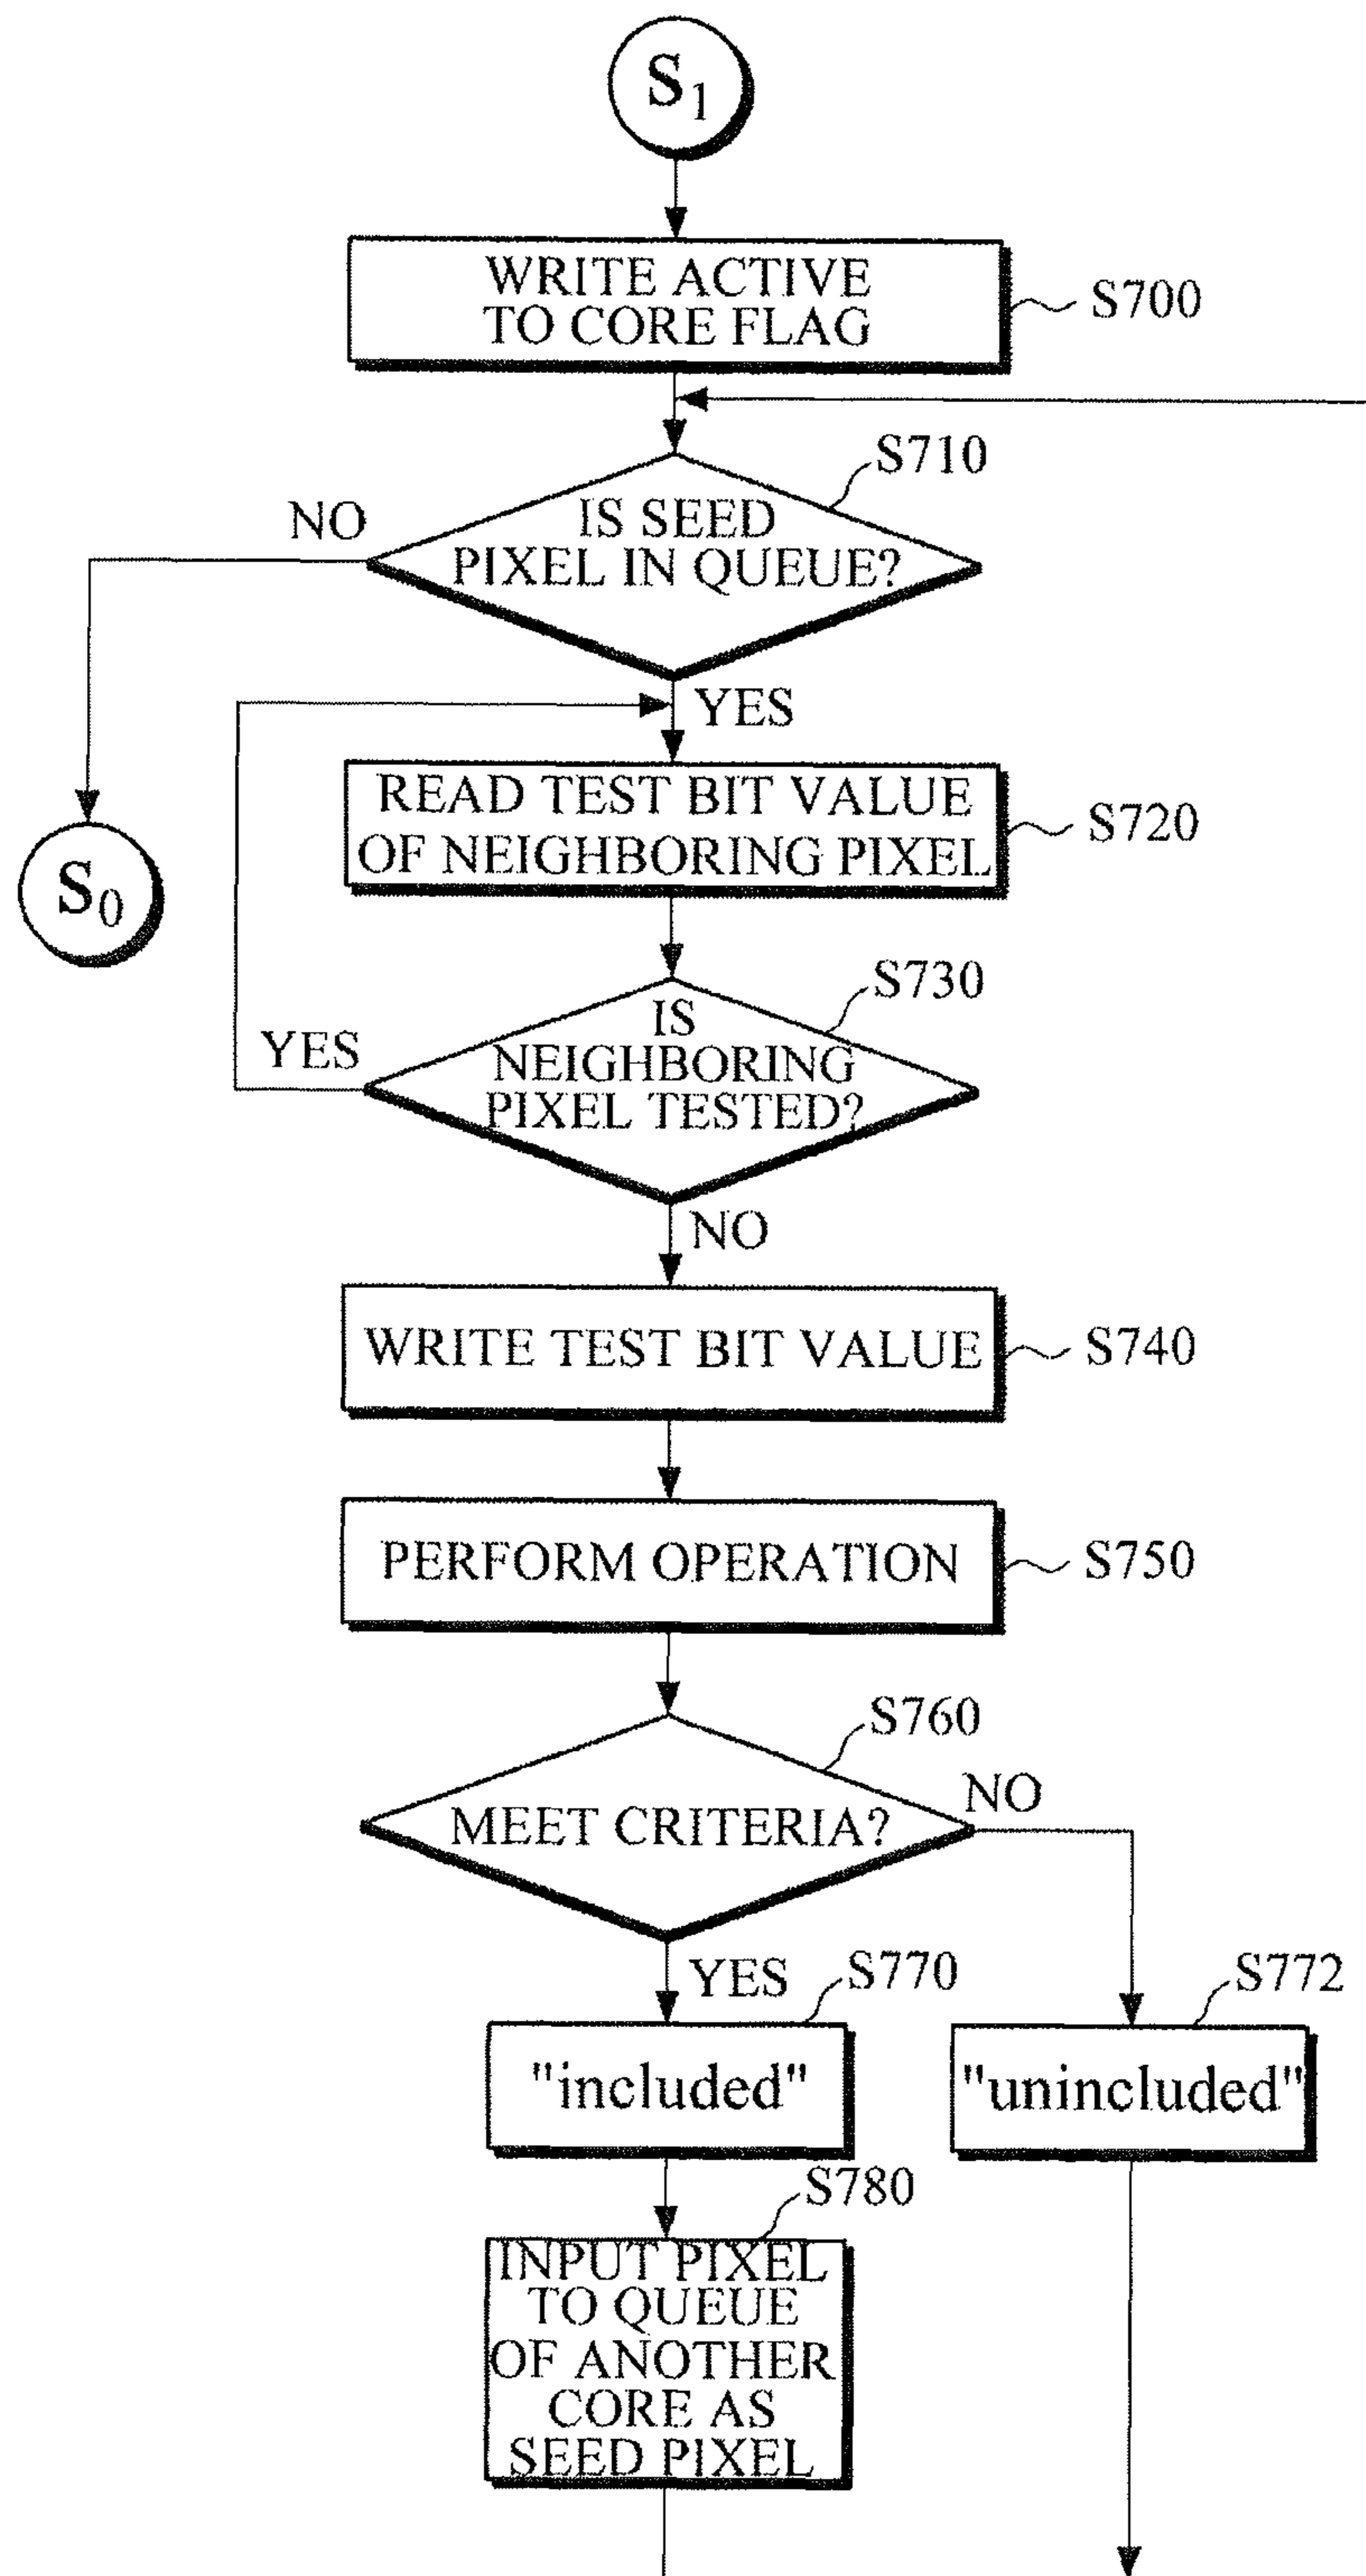 S1
WRITE ACTIVE
TO CORE FLAG
S700
S710
IS SEED
PIXEL IN QUEUE?
NO
YES
READ TEST BIT VALUE
OF NEIGHBORING PIXEL
S720
S0
S730
IS
NEIGHBORING
PIXEL TESTED?
YES
NO
WRITE TEST BIT VALUE
S740
PERFORM OPERATION
S750
S760
MEET CRITERIA?
NO
YES
S770
S772
"included"
"unincluded"
S780
INPUT PIXEL
TO QUEUE
OF ANOTHER
CORE AS
SEED PIXEL